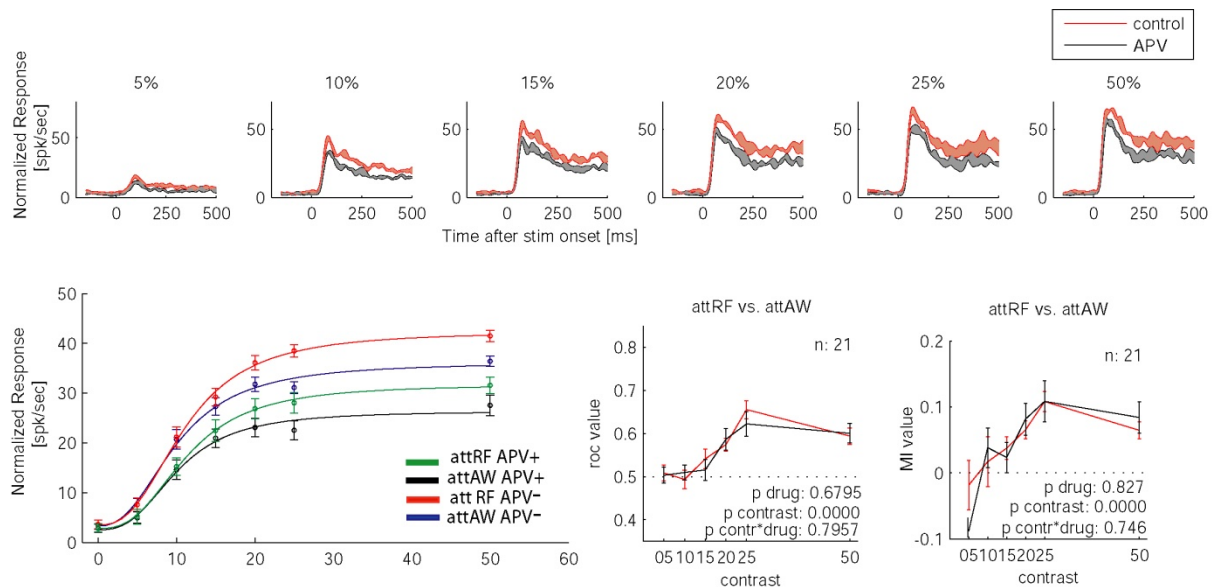 control
APV
5%
10%
15%
20%
25%
50%
Normalized Response
[spk/sec]
50
0
50
0
50
0
50
0
50
0
50
0
0 250 500
0 250 500
0 250 500
0 250 500
0 250 500
0 250 500
Time after stim onset [ms]
Normalized Response
[spk/sec]
50
40
30
20
10
0
0 10 20 30 40 50 60
attRF APV+
attAW APV+
att RF APV-
attAW APV-
attRF vs. attAW
n: 21
roc value
0.8
0.7
0.6
0.5
0.4
p drug: 0.6795
p contrast: 0.0000
p contr*drug: 0.7957
05 10 15 20 25 50
contrast
attRF vs. attAW
n: 21
MI value
0.1
0
-0.1
p drug: 0.827
p contrast: 0.0000
p contr*drug: 0.746
05 10 15 20 25 50
contrast